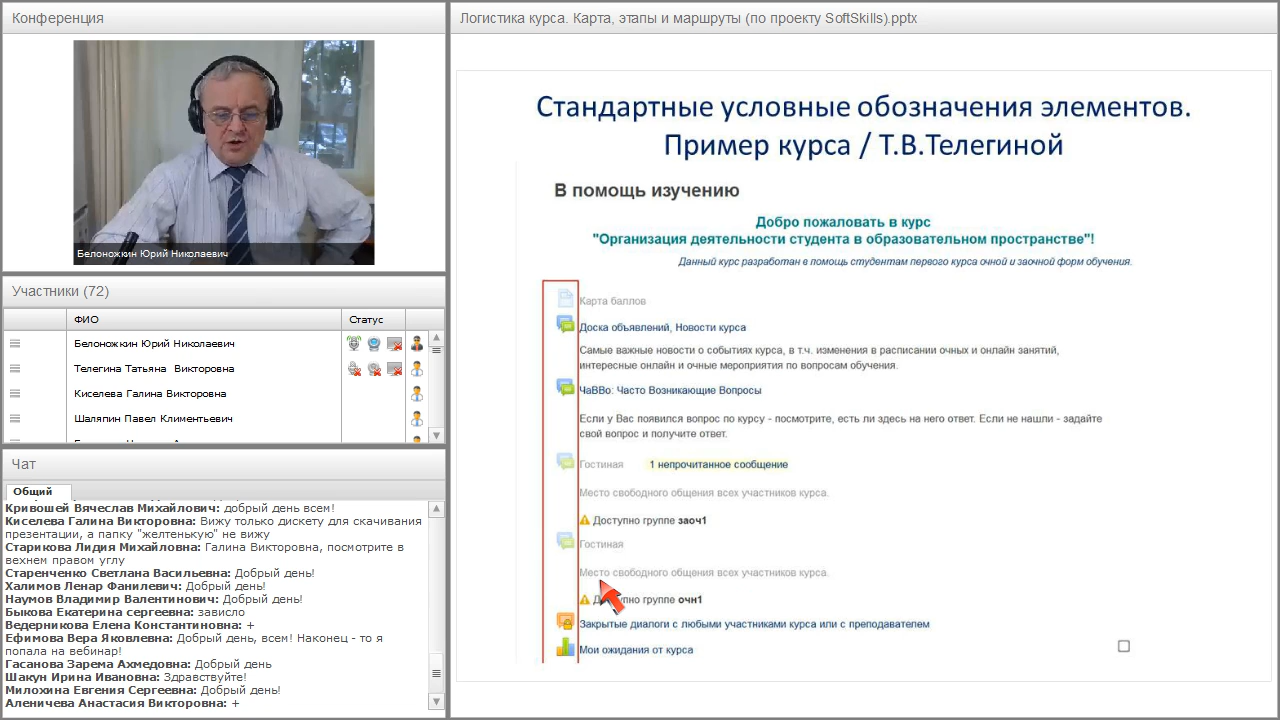 Конференция
Белоножкин Юрий Николаевич
Участники (72)
ФИО
Статус
Белоножкин Юрий Николаевич
Телегина Татьяна Викторовна
Киселева Галина Викторовна
Шаляпин Павел Климентьевич
Чат
Общий
Кривошей Вячеслав Михайлович: добрый день всем!
Киселева Галина Викторовна: Вижу только дискету для скачивания
презентации, а папку "желтенькую" не вижу
Старикова Лидия Михайловна: Галина Викторовна, посмотрите в
вехнем правом углу
Старенченко Светлана Васильевна: Добрый день!
Халимов Ленар Фанилевич: Добрый день!
Наумов Владимир Валентинович: Добрый день!
Быкова Екатерина сергеевна: зависло
Ведерникова Елена Константиновна: +
Ефимова Вера Яковлевна: Добрый день, всем! Наконец - то я
попала на вебинар!
Гасанова Зарема Ахмедовна: Добрый день
Шакун Ирина Ивановна: Здравствуйте!
Милохина Евгения Сергеевна: Добрый день!
Аленичева Анастасия Викторовна: +
Логистика курса. Карта, этапы и маршруты (по проекту SoftSkills).pptx
Стандартные условные обозначения элементов.
Пример курса / Т.В.Телегиной
В помощь изучению
Добро пожаловать в курс
"Организация деятельности студента в образовательном пространстве"!
Данный курс разработан в помощь студентам первого курса очной и заочной форм обучения.
Карта баллов
Доска объявлений, Новости курса
Самые важные новости о событиях курса, в т.ч. изменения в расписании очных и онлайн занятий,
интересные онлайн и очные мероприятия по вопросам обучения.
ЧаВВо: Часто Возникающие Вопросы
Если у Вас появился вопрос по курсу - посмотрите, есть ли здесь на него ответ. Если не нашли - задайте
свой вопрос и получите ответ.
Гостиная 1 непрочитанное сообщение
Место свободного общения всех участников курса.
Доступно группе заоч1
Гостиная
Место свободного общения всех участников курса.
Доступно группе очн1
Закрытые диалоги с любыми участниками курса или с преподавателем
Мои ожидания от курса